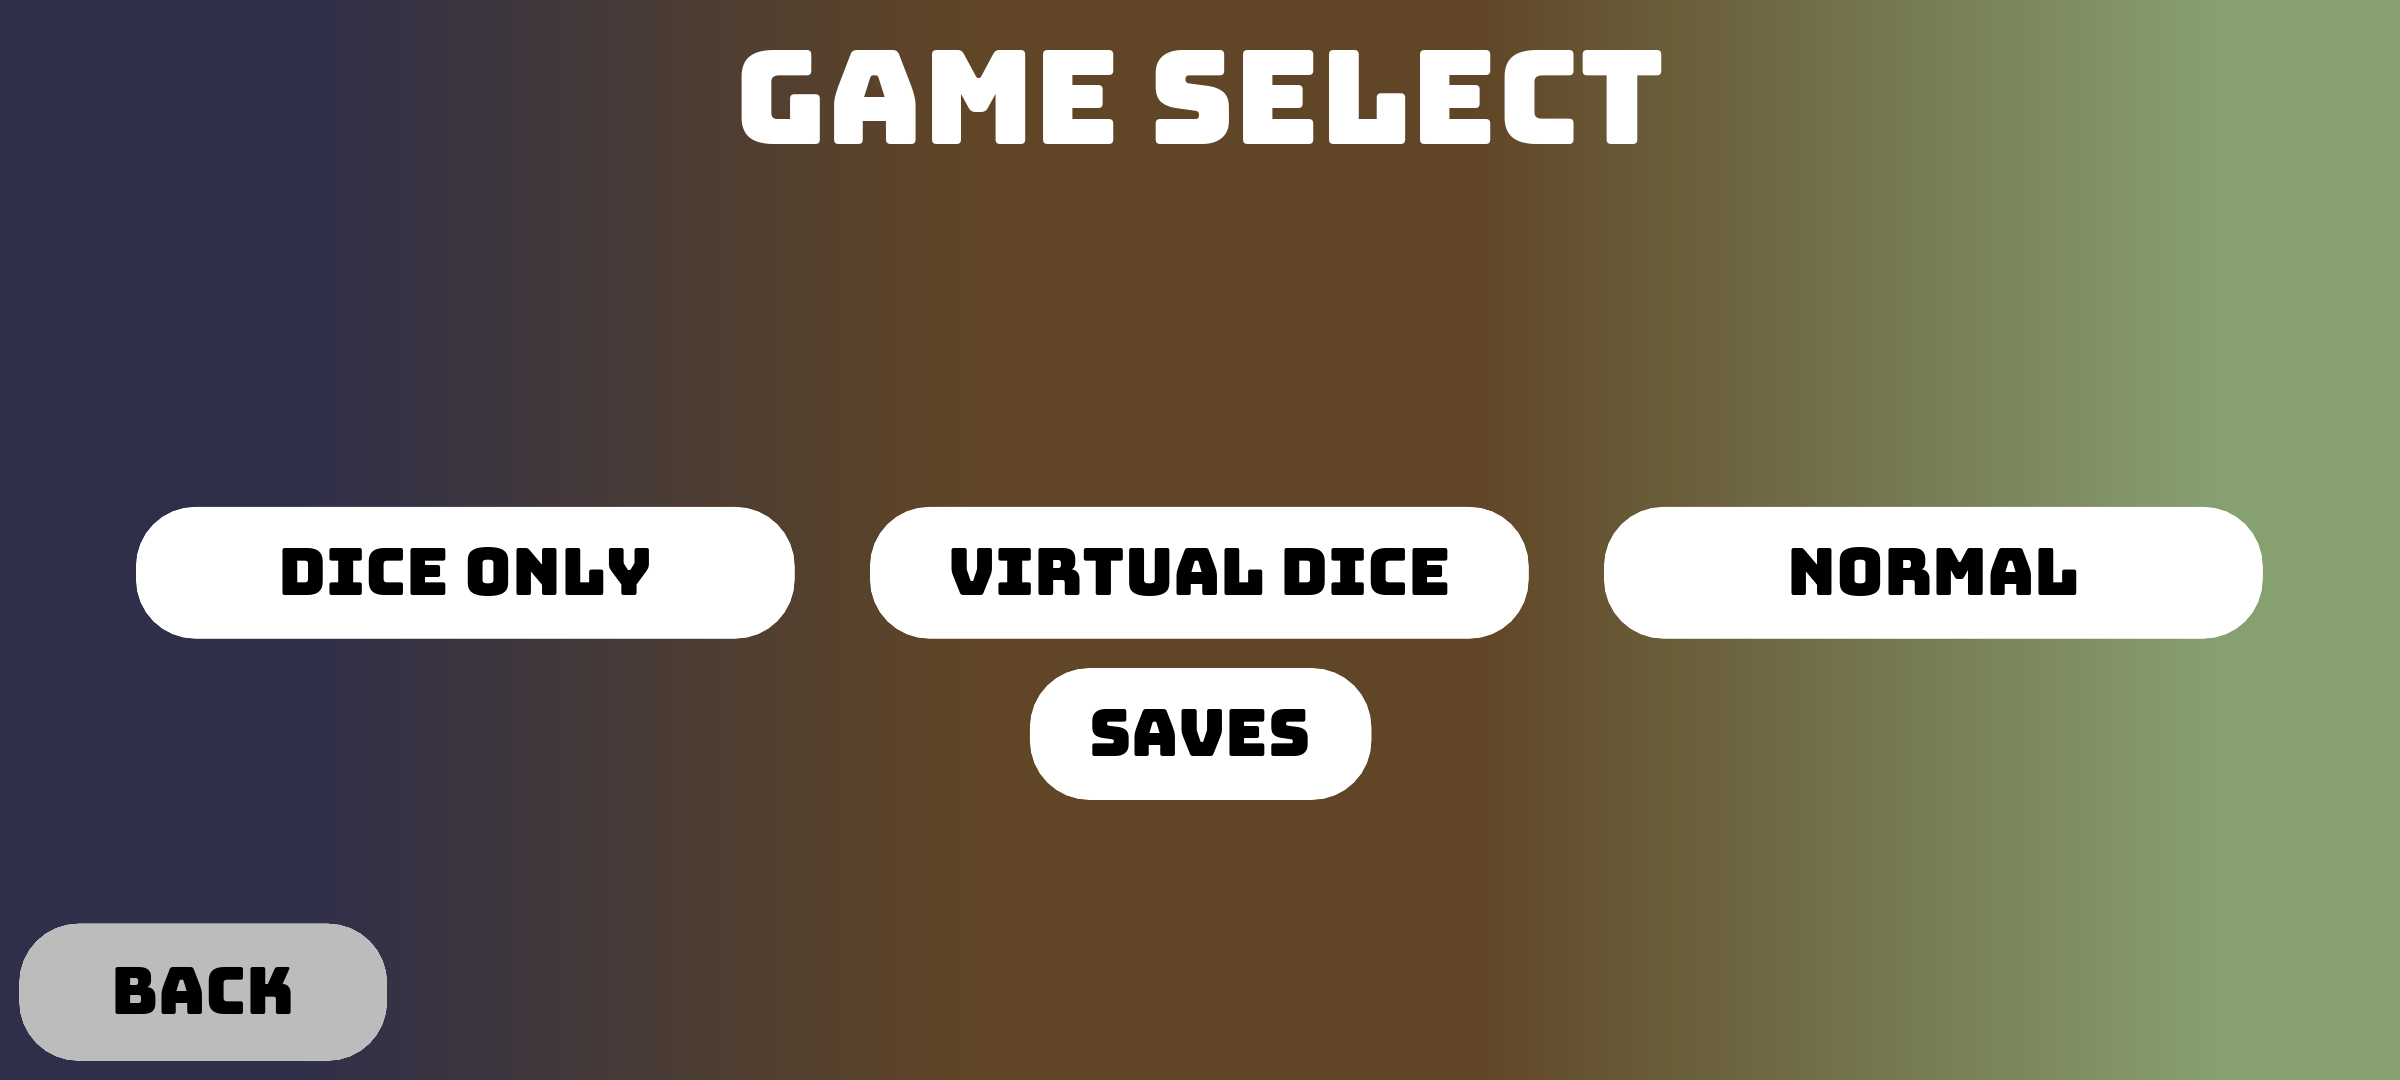 GAME SELECT
DICE ONLY
VIRTUAL DICE
NORMAL
SAVES
BACK